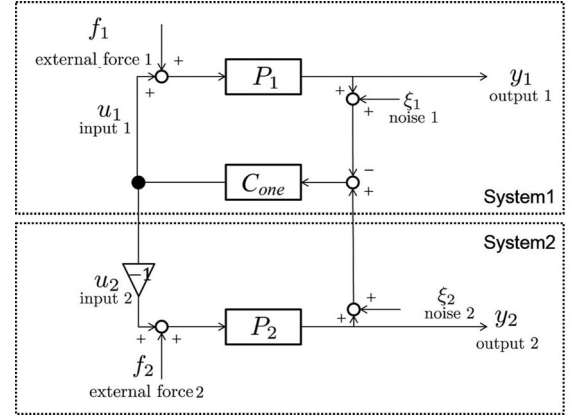 f₁
external force 1
+
+
P₁
y₁
output 1
+
+
ξ₁
noise 1
u₁
input 1
C_one
−
+
System1
System2
−1
u₂
input 2
+
ξ₂
noise 2
+
+
+
P₂
y₂
output 2
f₂
external force 2